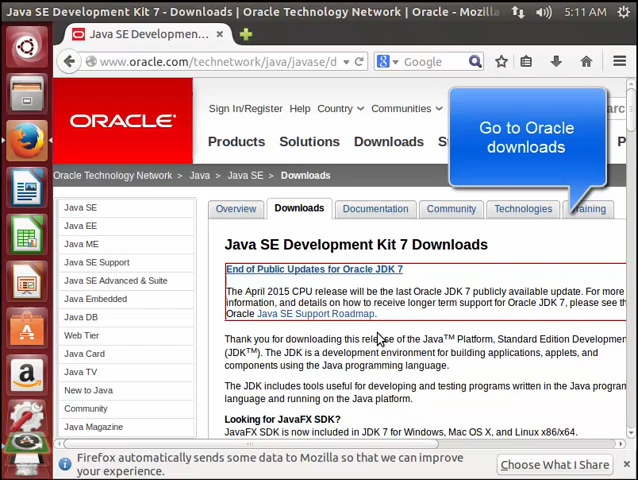 Java SE Development Kit 7 - Downloads | Oracle Technology Network | Oracle - Mozilla
5:11 AM
Java SE Developmen...
www.oracle.com/technetwork/java/javase/d
Google
ORACLE
Sign In/Register Help Country Communities
Products Solutions Downloads
Go to Oracle
downloads
Oracle Technology Network > Java > Java SE > Downloads
Java SE
Java EE
Java ME
Java SE Support
Java SE Advanced & Suite
Java Embedded
Java DB
Web Tier
Java Card
Java TV
New to Java
Community
Java Magazine
Overview Downloads Documentation Community Technologies Training
Java SE Development Kit 7 Downloads
End of Public Updates for Oracle JDK 7
The April 2015 CPU release will be the last Oracle JDK 7 publicly available update. For more
information, and details on how to receive longer term support for Oracle JDK 7, please see the
Oracle Java SE Support Roadmap.
Thank you for downloading this release of the Java™ Platform, Standard Edition Development
(JDK™). The JDK is a development environment for building applications, applets, and
components using the Java programming language.
The JDK includes tools useful for developing and testing programs written in the Java program
language and running on the Java platform.
Looking for JavaFX SDK?
JavaFX SDK is now included in JDK 7 for Windows, Mac OS X, and Linux x86/x64.
Firefox automatically sends some data to Mozilla so that we can improve
your experience.
Choose What I Share